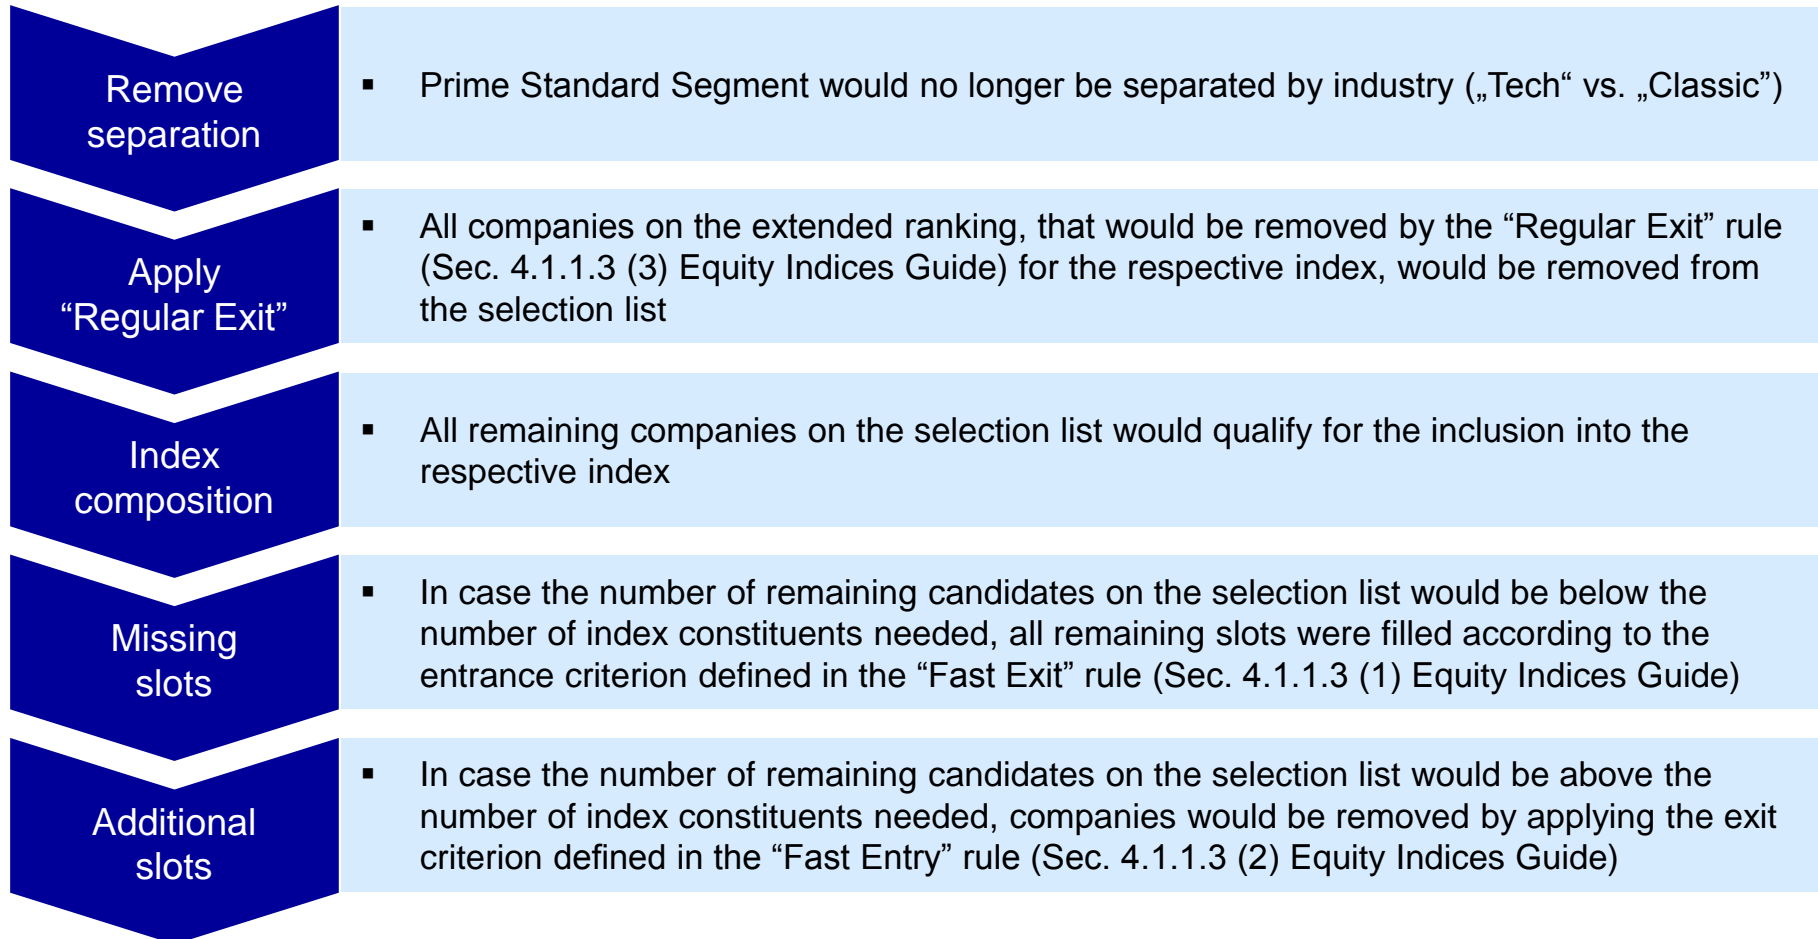 Remove
separation
▪ Prime Standard Segment would no longer be separated by industry („Tech“ vs. „Classic”)
Apply
“Regular Exit”
▪ All companies on the extended ranking, that would be removed by the “Regular Exit” rule
(Sec. 4.1.1.3 (3) Equity Indices Guide) for the respective index, would be removed from
the selection list
Index
composition
▪ All remaining companies on the selection list would qualify for the inclusion into the
respective index
Missing
slots
▪ In case the number of remaining candidates on the selection list would be below the
number of index constituents needed, all remaining slots were filled according to the
entrance criterion defined in the “Fast Exit” rule (Sec. 4.1.1.3 (1) Equity Indices Guide)
Additional
slots
▪ In case the number of remaining candidates on the selection list would be above the
number of index constituents needed, companies would be removed by applying the exit
criterion defined in the “Fast Entry” rule (Sec. 4.1.1.3 (2) Equity Indices Guide)